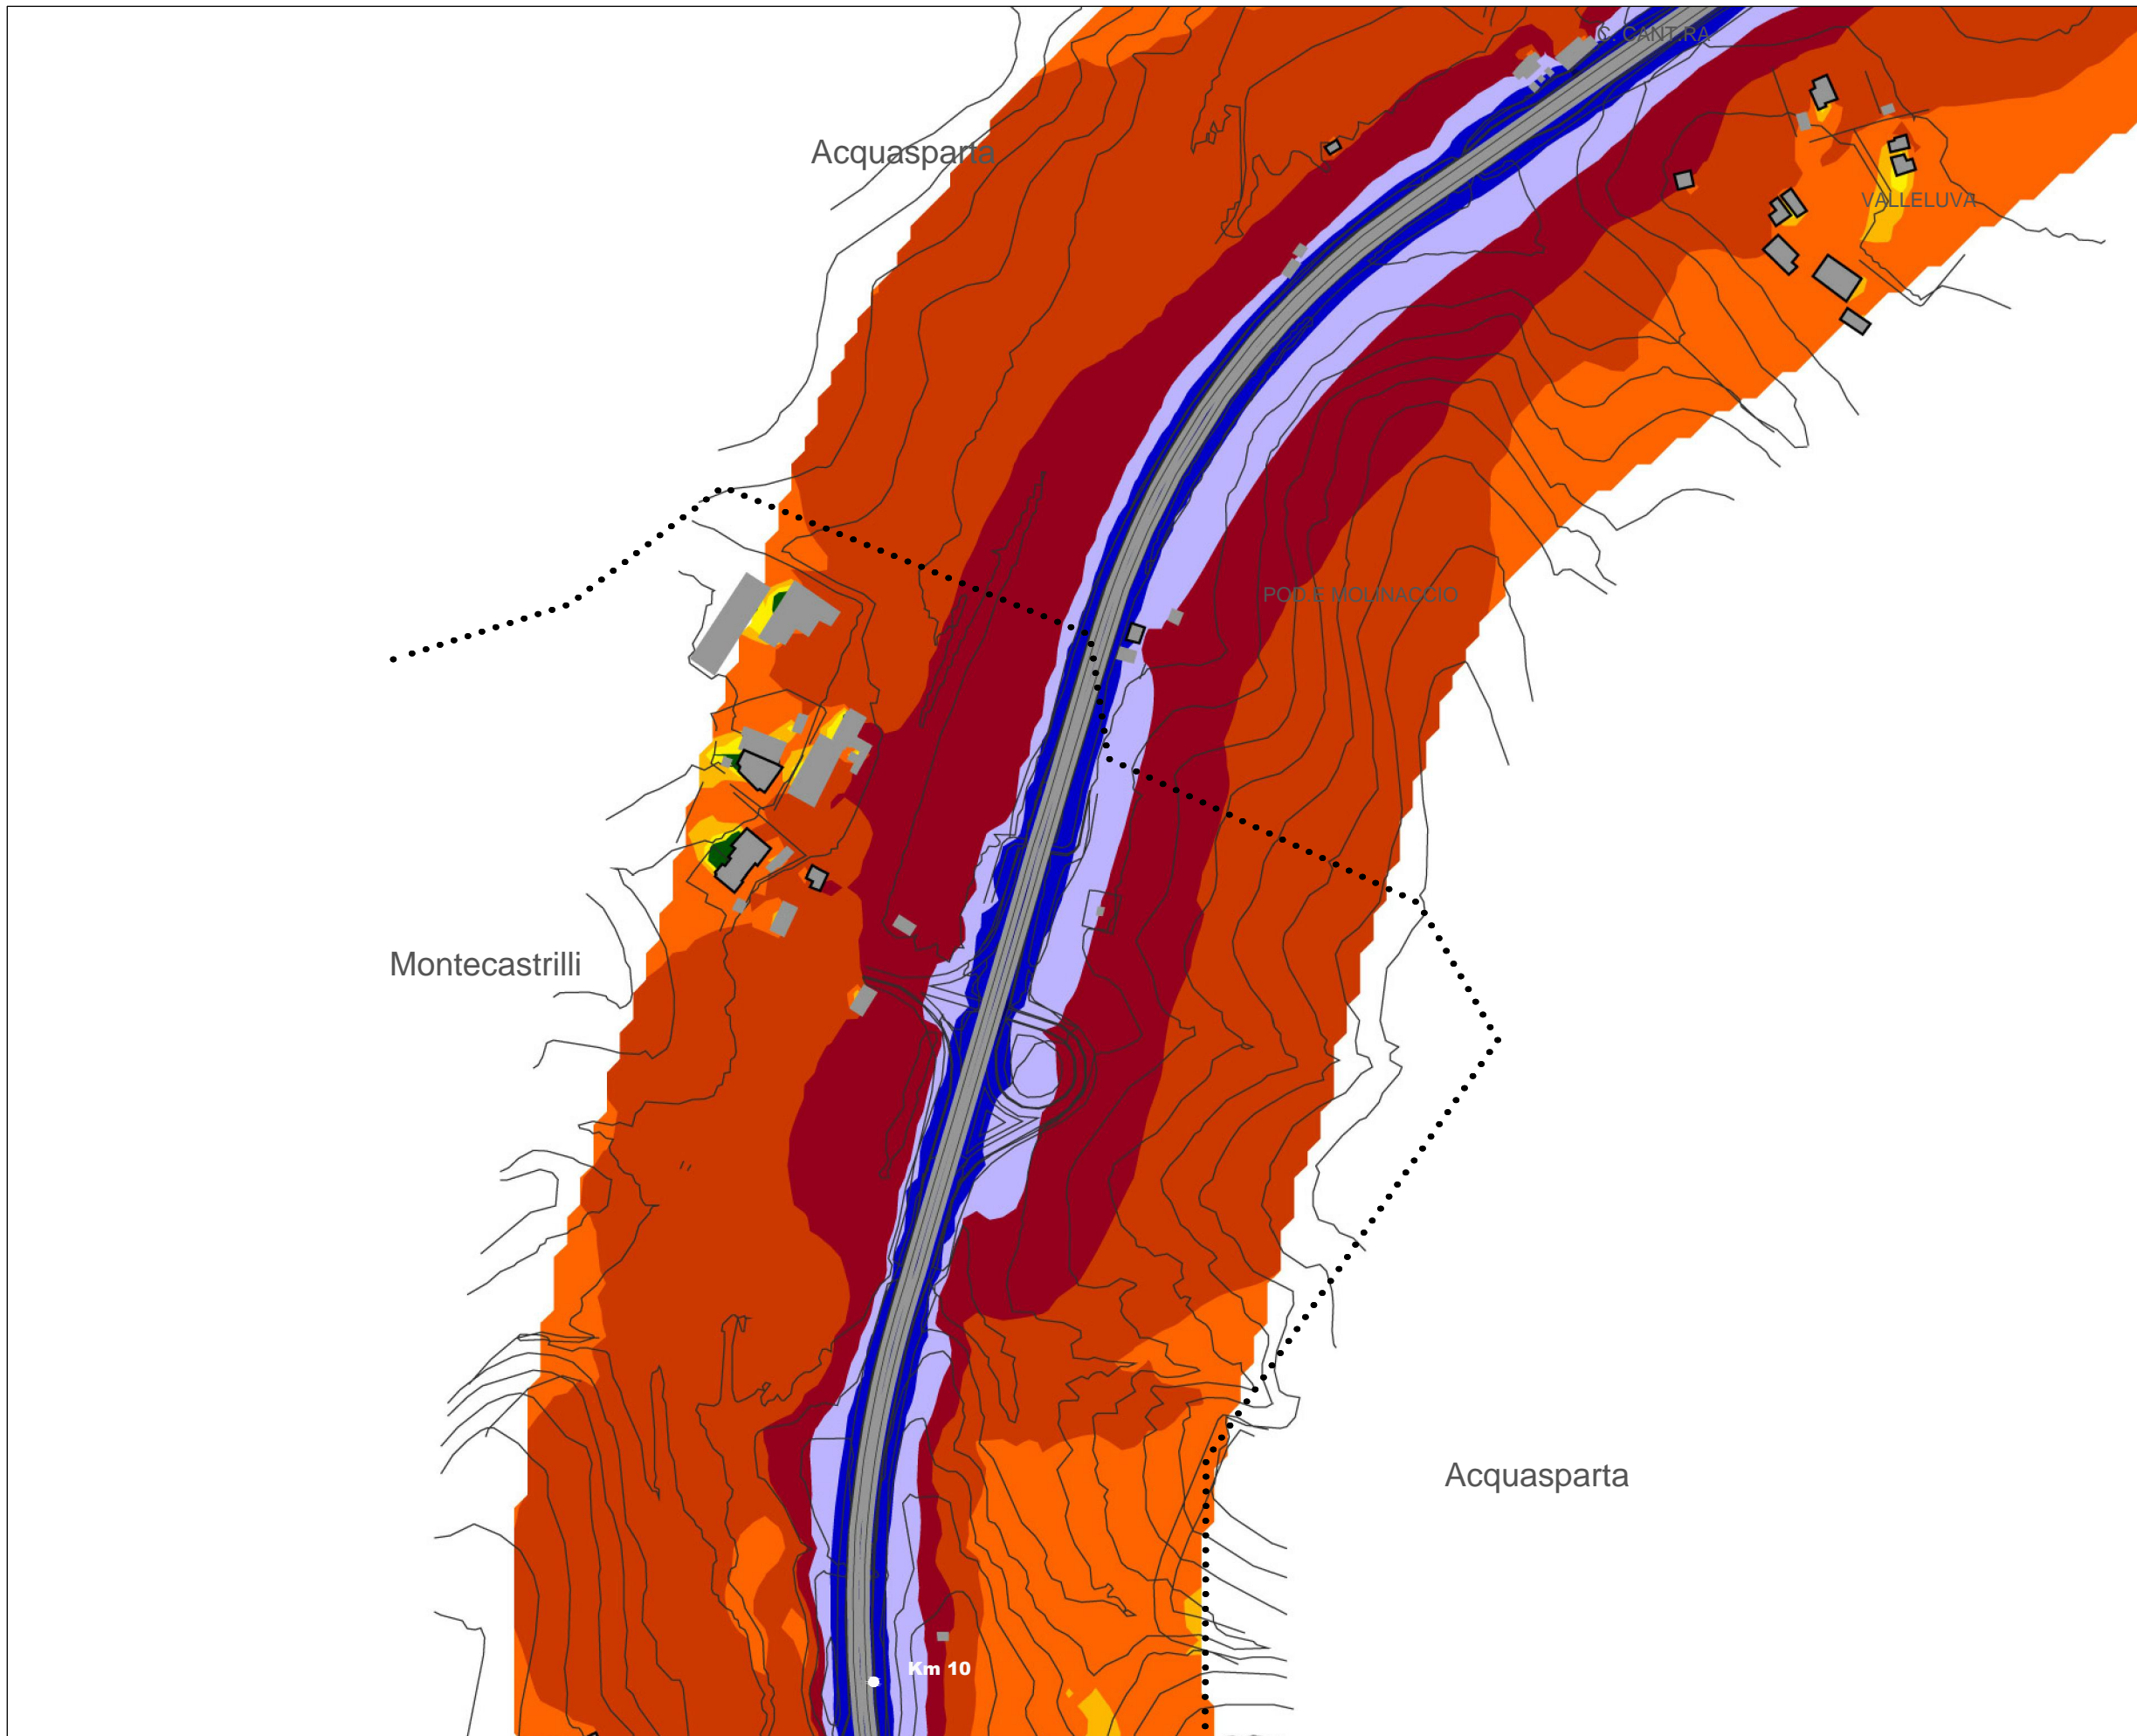 C. CANT.RA
Acquasparta
VALLELUVA
POD.E MOLINACCIO
Montecastrilli
Acquasparta
Km 10